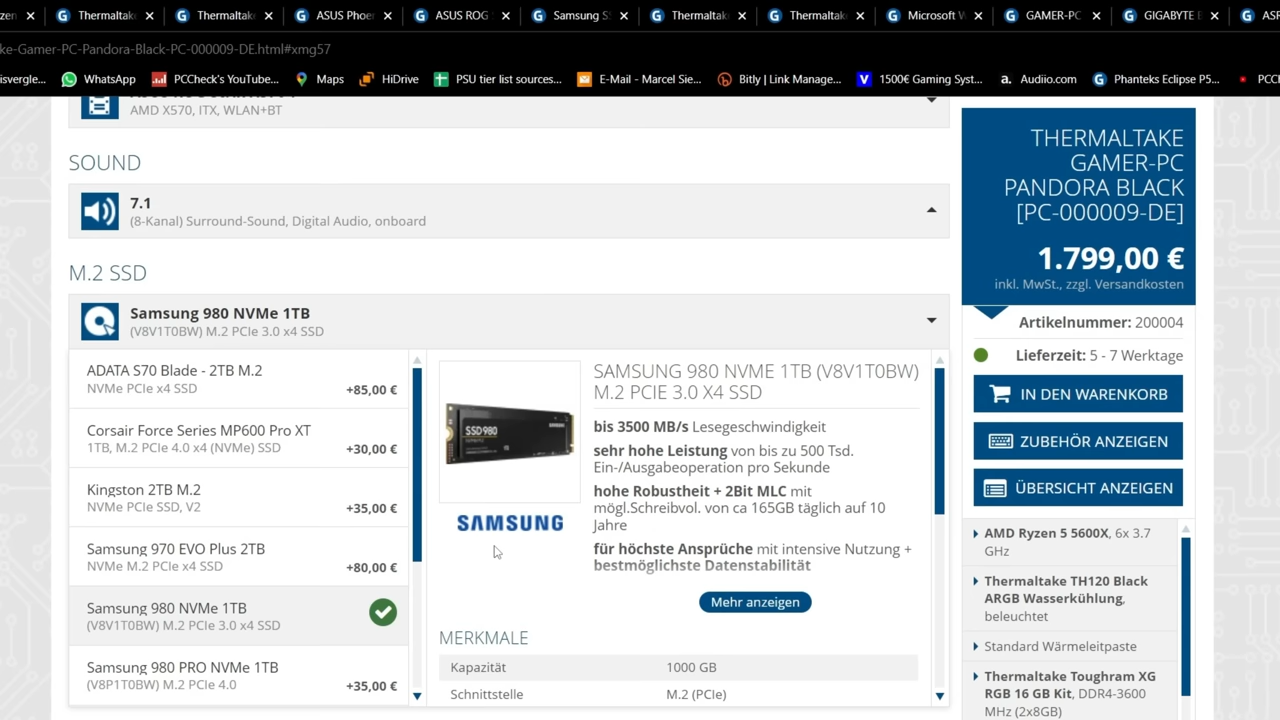 zen
Thermaltake
Thermaltake
ASUS Phoe
ASUS ROG
Samsung S
Thermaltak
Thermaltak
Microsoft W
GAMER-PC
GIGABYTE
ASR
ke-Gamer-PC-Pandora-Black-PC-000009-DE.html#xmg57
isvergle...
WhatsApp
PCCheck's YouTube...
Maps
HiDrive
PSU tier list sources...
E-Mail - Marcel Sie...
Bitly | Link Manage...
1500€ Gaming Syst...
Audiio.com
Phanteks Eclipse P5...
PCC
AMD X570, ITX, WLAN+BT
SOUND
7.1
(8-Kanal) Surround-Sound, Digital Audio, onboard
M.2 SSD
Samsung 980 NVMe 1TB
(V8V1T0BW) M.2 PCIe 3.0 x4 SSD
ADATA S70 Blade - 2TB M.2
NVMe PCIe x4 SSD
+85,00 €
Corsair Force Series MP600 Pro XT
1TB, M.2 PCIe 4.0 x4 (NVMe) SSD
+30,00 €
Kingston 2TB M.2
NVMe PCIe SSD, V2
+35,00 €
Samsung 970 EVO Plus 2TB
NVMe M.2 PCIe x4 SSD
+80,00 €
Samsung 980 NVMe 1TB
(V8V1T0BW) M.2 PCIe 3.0 x4 SSD
Samsung 980 PRO NVMe 1TB
(V8P1T0BW) M.2 PCIe 4.0
+35,00 €
SSD 980
SAMSUNG
SAMSUNG
SAMSUNG 980 NVME 1TB (V8V1T0BW)
M.2 PCIE 3.0 X4 SSD
bis 3500 MB/s Lesegeschwindigkeit
sehr hohe Leistung von bis zu 500 Tsd.
Ein-/Ausgabeoperation pro Sekunde
hohe Robustheit + 2Bit MLC mit
mögl.Schreibvol. von ca 165GB täglich auf 10
Jahre
für höchste Ansprüche mit intensive Nutzung +
bestmöglichste Datenstabilität
Mehr anzeigen
MERKMALE
Kapazität 1000 GB
Schnittstelle M.2 (PCIe)
THERMALTAKE
GAMER-PC
PANDORA BLACK
[PC-000009-DE]
1.799,00 €
inkl. MwSt., zzgl. Versandkosten
Artikelnummer: 200004
Lieferzeit: 5 - 7 Werktage
IN DEN WARENKORB
ZUBEHÖR ANZEIGEN
ÜBERSICHT ANZEIGEN
AMD Ryzen 5 5600X, 6x 3.7
GHz
Thermaltake TH120 Black
ARGB Wasserkühlung,
beleuchtet
Standard Wärmeleitpaste
Thermaltake Toughram XG
RGB 16 GB Kit, DDR4-3600
MHz (2x8GB)